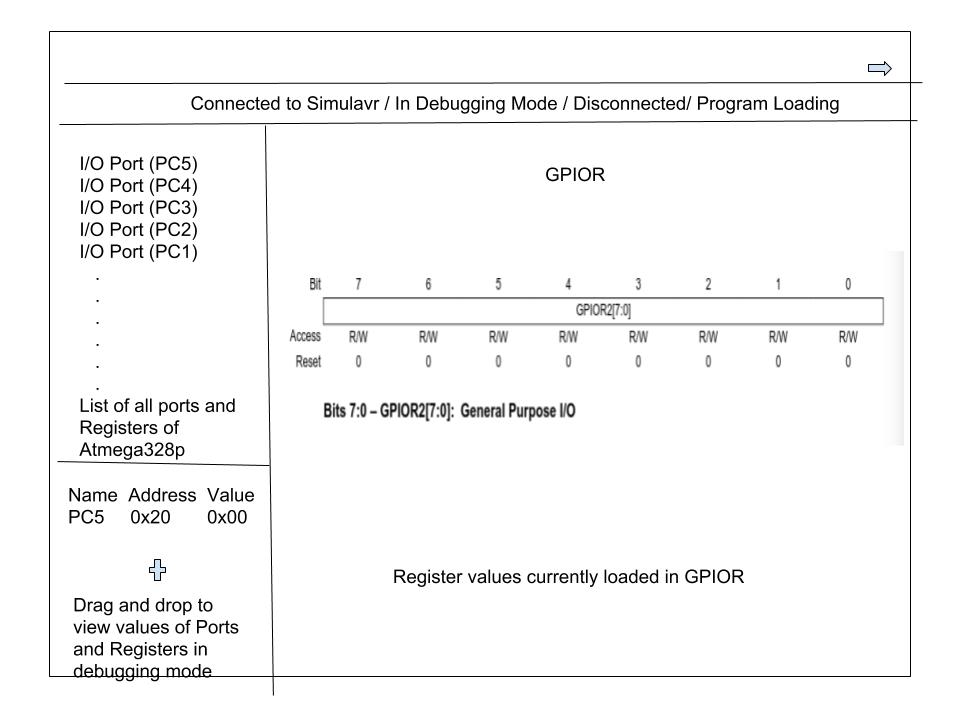 Connected to Simulavr / In Debugging Mode / Disconnected/ Program Loading
I/O Port (PC5)
I/O Port (PC4)
I/O Port (PC3)
I/O Port (PC2)
I/O Port (PC1)
.
.
.
.
.
.
List of all ports and
Registers of
Atmega328p
Name Address Value
PC5 0x20 0x00
Drag and drop to
view values of Ports
and Registers in
debugging mode
GPIOR
Bit 7 6 5 4 3 2 1 0
GPIOR2[7:0]
Access R/W R/W R/W R/W R/W R/W R/W R/W
Reset 0 0 0 0 0 0 0 0
Bits 7:0 – GPIOR2[7:0]: General Purpose I/O
Register values currently loaded in GPIOR